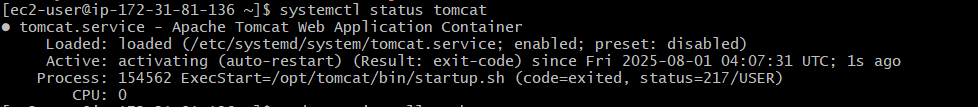 [ec2-user@ip-172-31-81-136 ~]$ systemctl status tomcat
● tomcat.service - Apache Tomcat Web Application Container
Loaded: loaded (/etc/systemd/system/tomcat.service; enabled; preset: disabled)
Active: activating (auto-restart) (Result: exit-code) since Fri 2025-08-01 04:07:31 UTC; 1s ago
Process: 154562 ExecStart=/opt/tomcat/bin/startup.sh (code=exited, status=217/USER)
CPU: 0